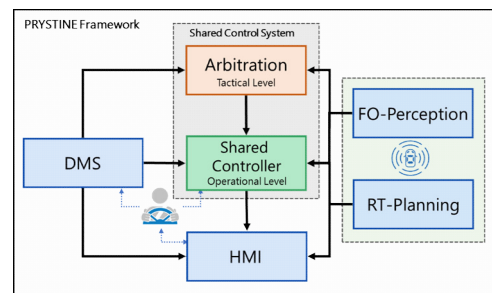 PRYSTINE Framework
Shared Control System
Arbitration
Tactical Level
FO-Perception
DMS
Shared
Controller
Operational Level
RT-Planning
HMI